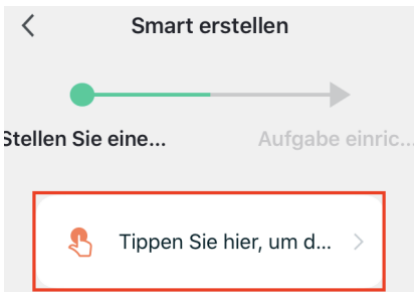 Smart erstellen
Stellen Sie eine...
Aufgabe einric...
Tippen Sie hier, um d...